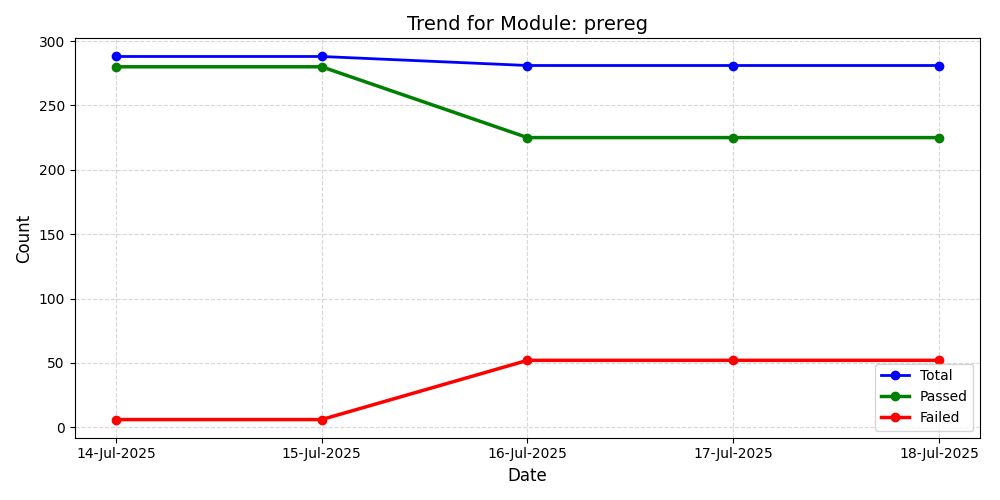 Trend for Module: prereg
300
250
200
150
100
50
0
Count
14-Jul-2025
15-Jul-2025
16-Jul-2025
17-Jul-2025
18-Jul-2025
Date
Total
Passed
Failed